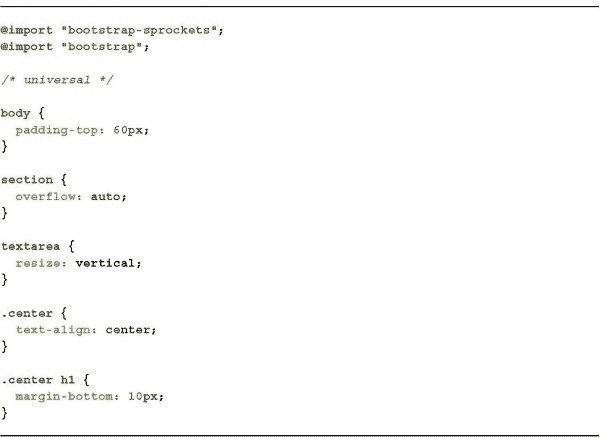 @import "bootstrap-sprockets";
@import "bootstrap";
/* universal */
body {
padding-top: 60px;
}
section {
overflow: auto;
}
textarea {
resize: vertical;
}
.center {
text-align: center;
}
.center h1 {
margin-bottom: 10px;
}